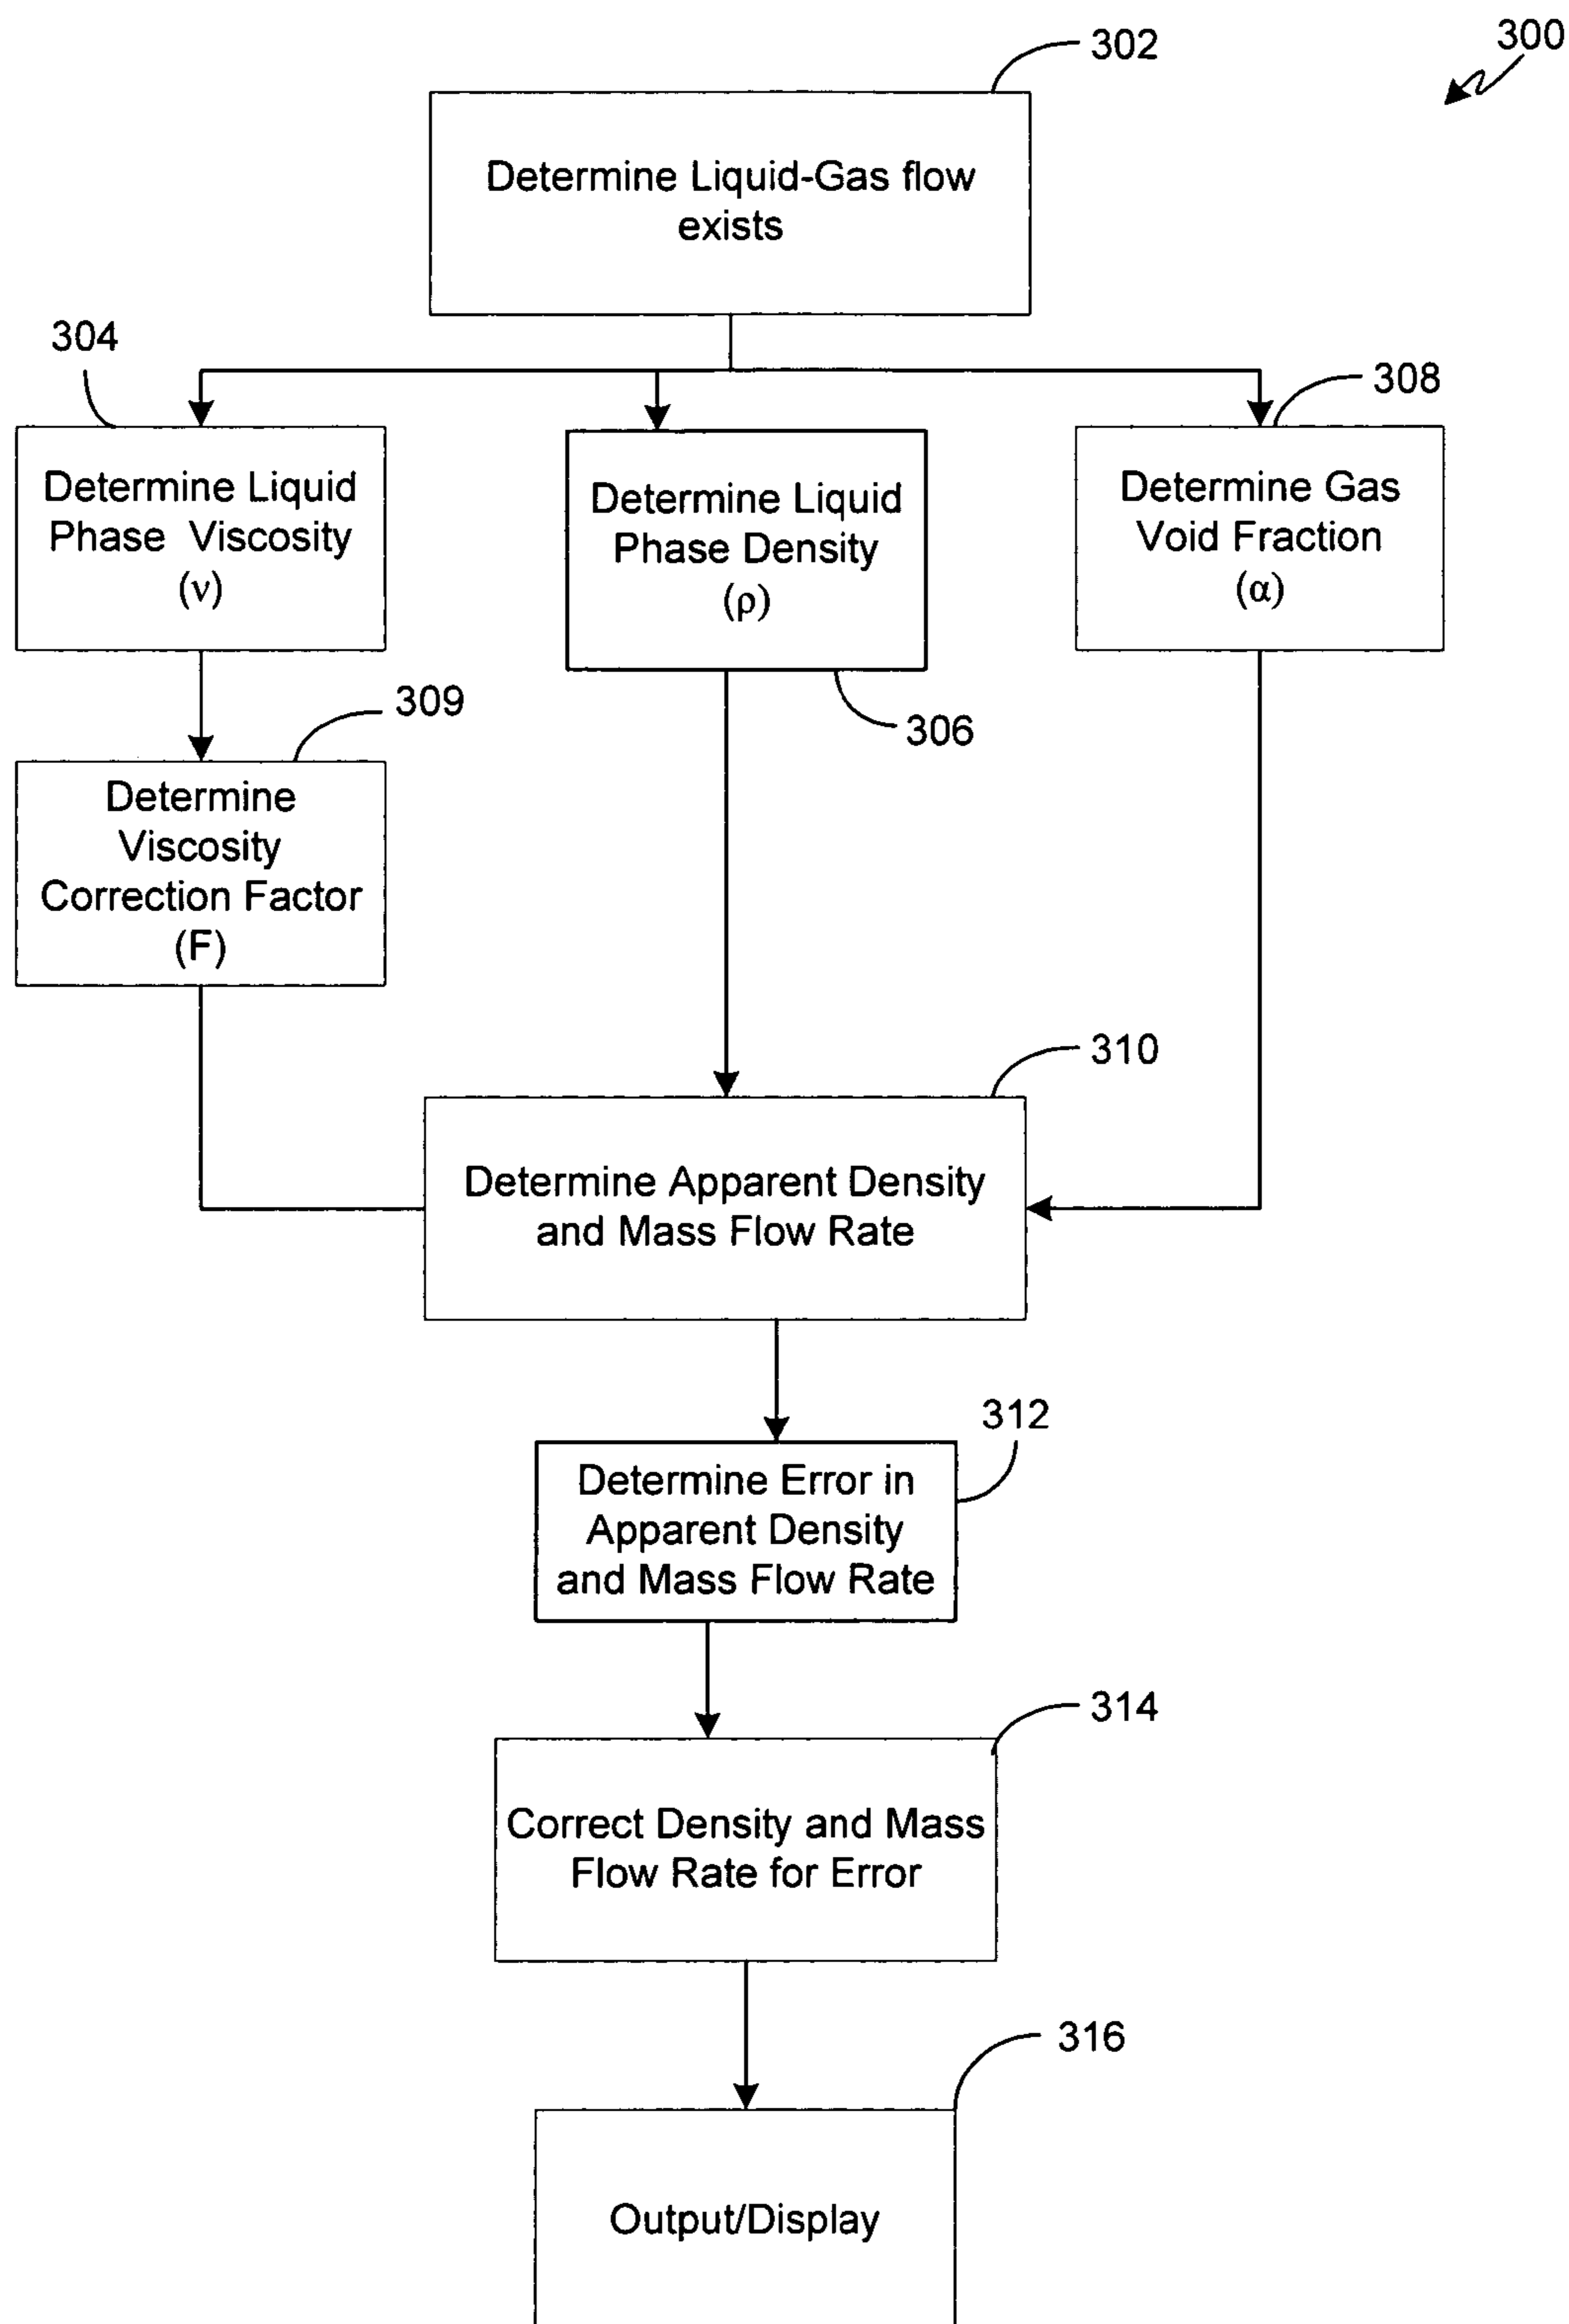 300
302
Determine Liquid-Gas flow
exists
304
308
Determine Liquid
Phase Viscosity
(ν)
Determine Liquid
Phase Density
(ρ)
Determine Gas
Void Fraction
(α)
309
306
Determine
Viscosity
Correction Factor
(F)
310
Determine Apparent Density
and Mass Flow Rate
312
Determine Error in
Apparent Density
and Mass Flow Rate
314
Correct Density and Mass
Flow Rate for Error
316
Output/Display